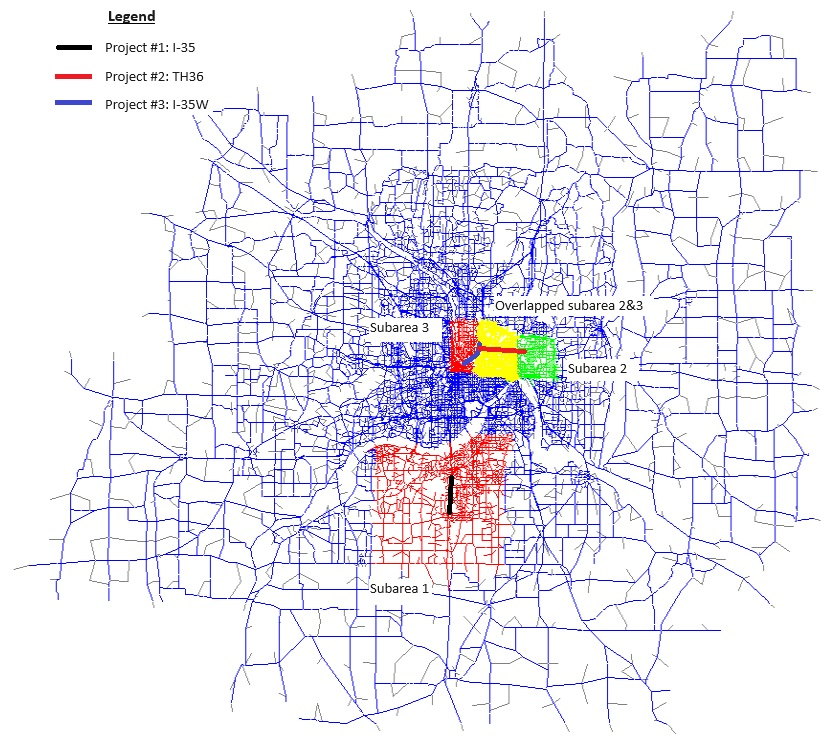 Legend
Project #1: I-35
Project #2: TH36
Project #3: I-35W
Overlapped subarea 2&3
Subarea 3
Subarea 2
Subarea 1